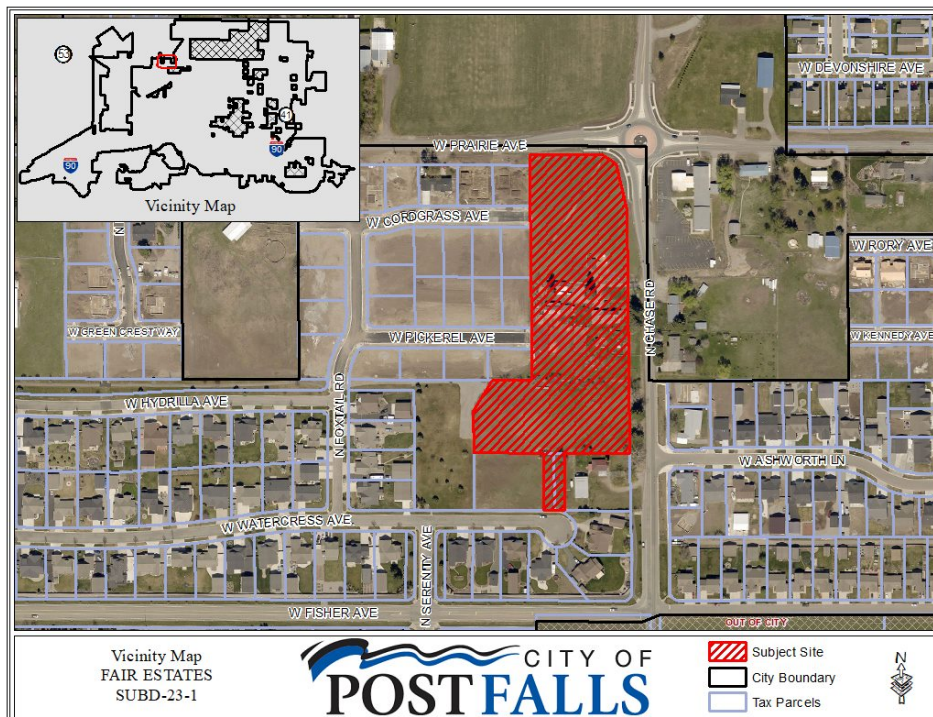 53
41
90
90
Vicinity Map
W DEVONSHIRE AVE
W PRAIRIE AVE
W CORDGRASS AVE
N
W RORY AVE
N CHASE RD
W GREEN CREST WAY
W PICKEREL AVE
W KENNEDY AVE
W HYDRILLA AVE
N FOXTAIL RD
W ASHWORTH LN
W WATERCRESS AVE
N SERENITY AVE
W FISHER AVE
OUT OF CITY
Vicinity Map
FAIR ESTATES
SUBD-23-1
CITY OF
POST FALLS
Subject Site
City Boundary
Tax Parcels
N